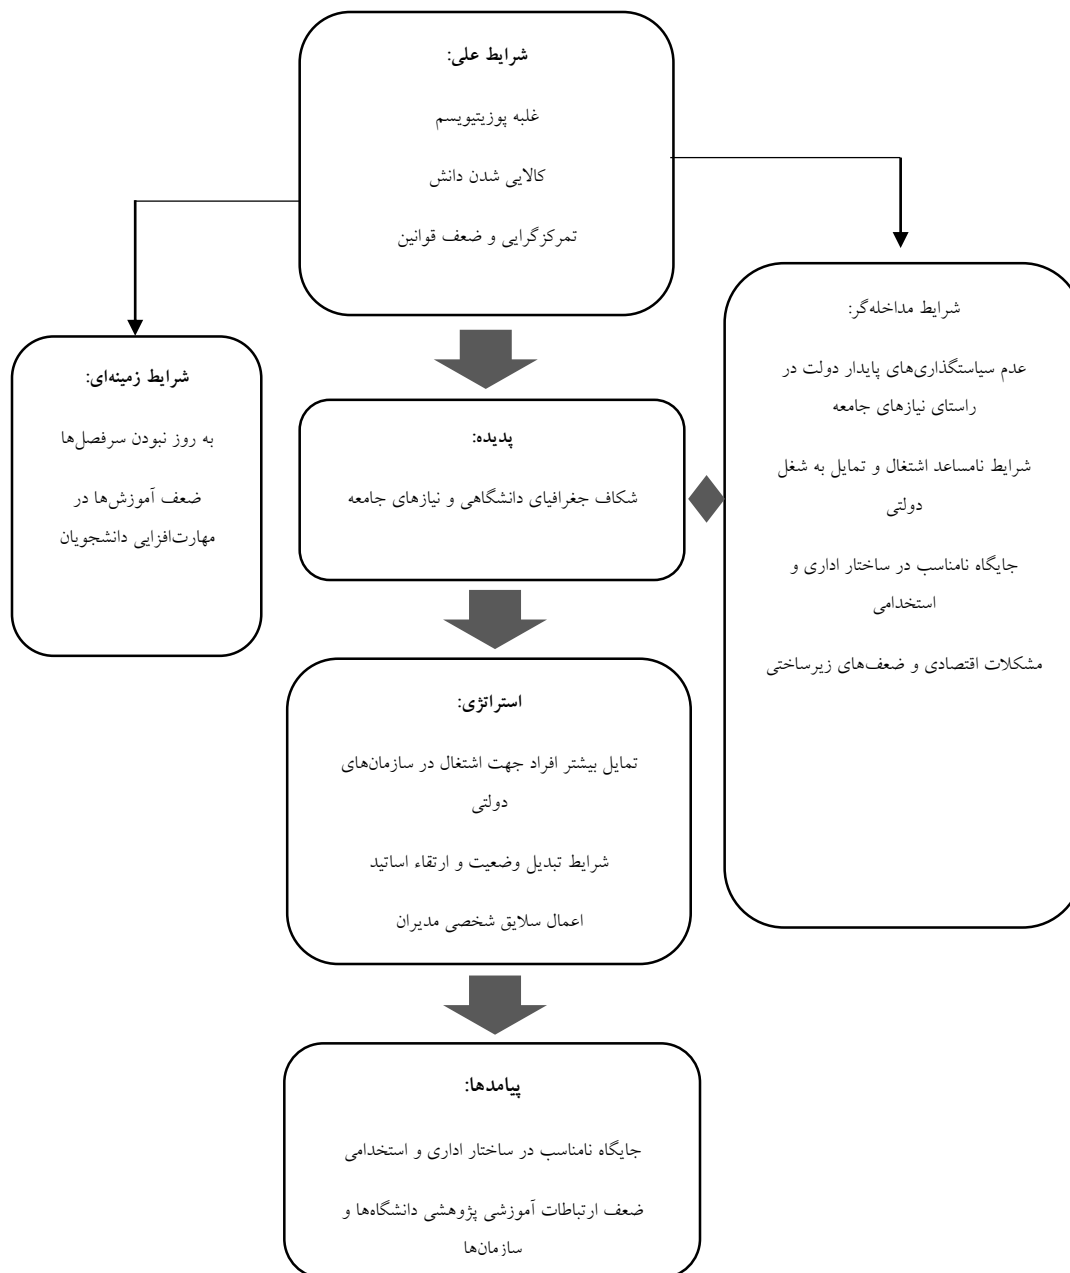 شرایط علی:
غلبه پوزیتیویسم
کالایی شدن دانش
تمرکزگرایی و ضعف قوانین
شرایط مداخله‌گر:
عدم سیاستگذاری‌های پایدار دولت در
راستای نیازهای جامعه
شرایط نامساعد اشتغال و تمایل به شغل
دولتی
جایگاه نامناسب در ساختار اداری و
استخدامی
مشکلات اقتصادی و ضعف‌های زیرساختی
شرایط زمینه‌ای:
به روز نبودن سرفصل‌ها
ضعف آموزش‌ها در
مهارت‌افزایی دانشجویان
پدیده:
شکاف جغرافیای دانشگاهی و نیازهای جامعه
استراتژی:
تمایل بیشتر افراد جهت اشتغال در سازمان‌های
دولتی
شرایط تبدیل وضعیت و ارتقاء اساتید
اعمال سلایق شخصی مدیران
پیامدها:
جایگاه نامناسب در ساختار اداری و استخدامی
ضعف ارتباطات آموزشی پژوهشی دانشگاه‌ها و
سازمان‌ها